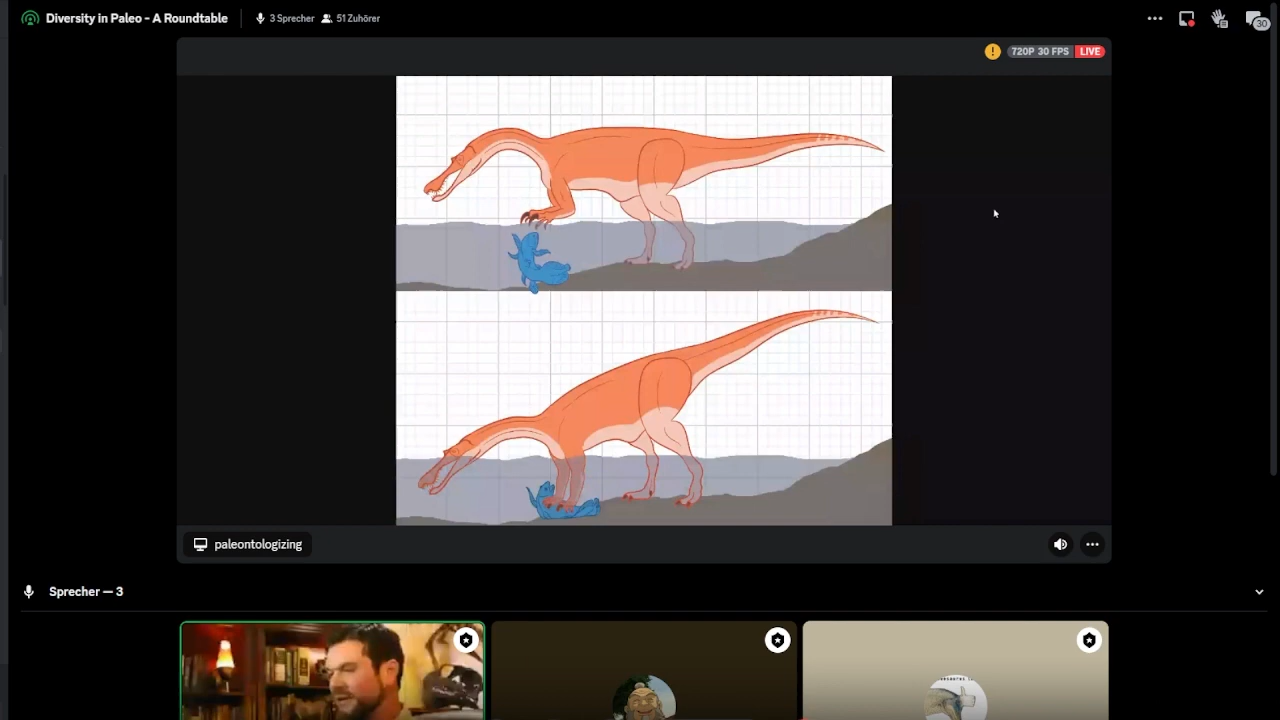 Diversity in Paleo - A Roundtable
3 Sprecher
51 Zuhörer
30
720P 30 FPS
LIVE
paleontologizing
Sprecher — 3